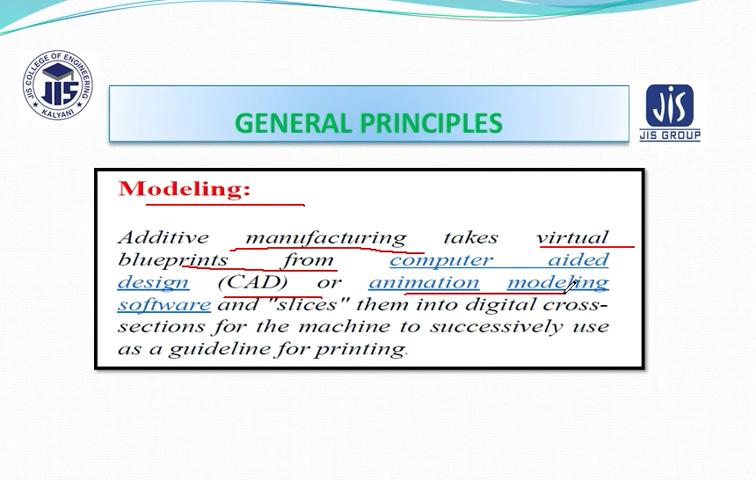 JIS COLLEGE OF ENGINEERING
JIS
KALYANI
GENERAL PRINCIPLES
JIS
JIS GROUP
Modeling:
Additive manufacturing takes virtual
blueprints from computer aided
design (CAD) or animation modeling
software and "slices" them into digital cross-
sections for the machine to successively use
as a guideline for printing.